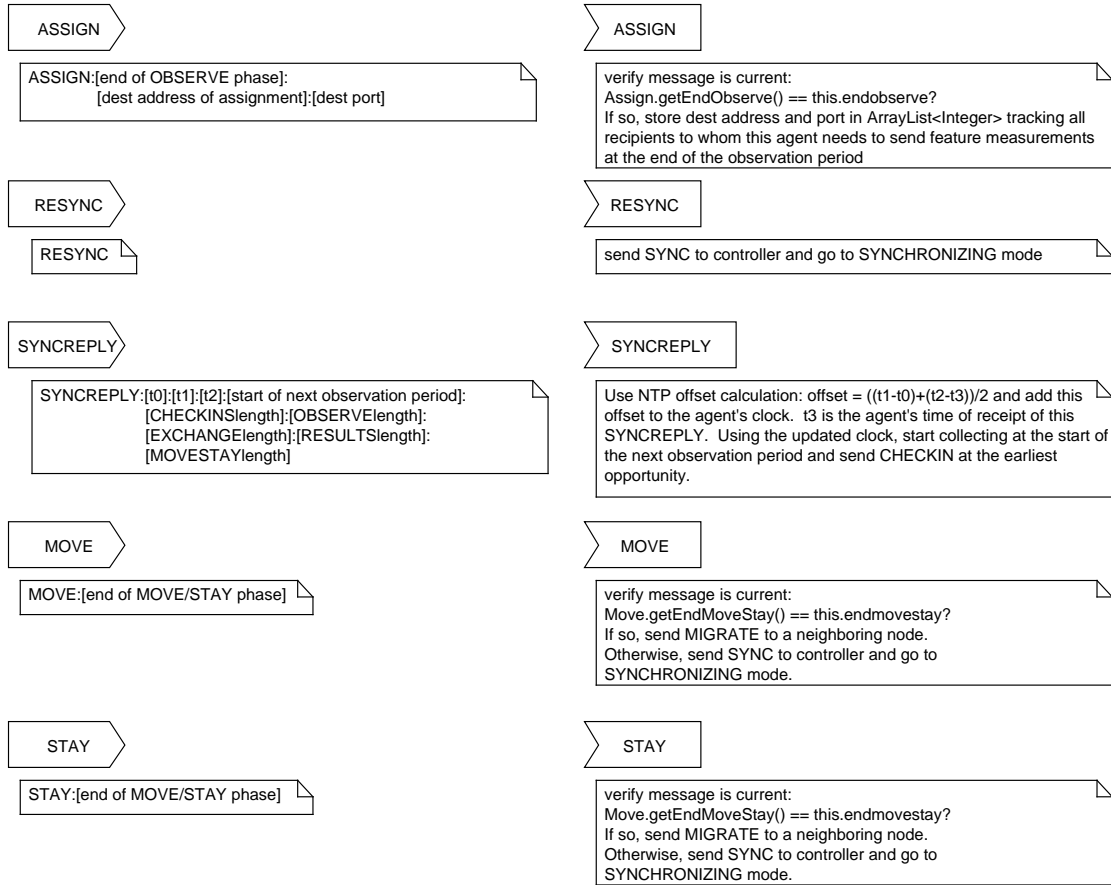 ASSIGN
ASSIGN
ASSIGN:[end of OBSERVE phase]:
[dest address of assignment]:[dest port]
verify message is current:
Assign.getEndObserve() == this.endobserve?
If so, store dest address and port in ArrayList<Integer> tracking all
recipients to whom this agent needs to send feature measurements
at the end of the observation period
RESYNC
RESYNC
RESYNC
send SYNC to controller and go to SYNCHRONIZING mode
SYNCREPLY
SYNCREPLY
SYNCREPLY:[t0]:[t1]:[t2]:[start of next observation period]:
[CHECKINSlength]:[OBSERVElength]:
[EXCHANGElength]:[RESULTSlength]:
[MOVESTAYlength]
Use NTP offset calculation: offset = ((t1-t0)+(t2-t3))/2 and add this
offset to the agent's clock.  t3 is the agent's time of receipt of this
SYNCREPLY.  Using the updated clock, start collecting at the start of
the next observation period and send CHECKIN at the earliest
opportunity.
MOVE
MOVE
MOVE:[end of MOVE/STAY phase]
verify message is current:
Move.getEndMoveStay() == this.endmovestay?
If so, send MIGRATE to a neighboring node.
Otherwise, send SYNC to controller and go to
SYNCHRONIZING mode.
STAY
STAY
STAY:[end of MOVE/STAY phase]
verify message is current:
Move.getEndMoveStay() == this.endmovestay?
If so, send MIGRATE to a neighboring node.
Otherwise, send SYNC to controller and go to
SYNCHRONIZING mode.